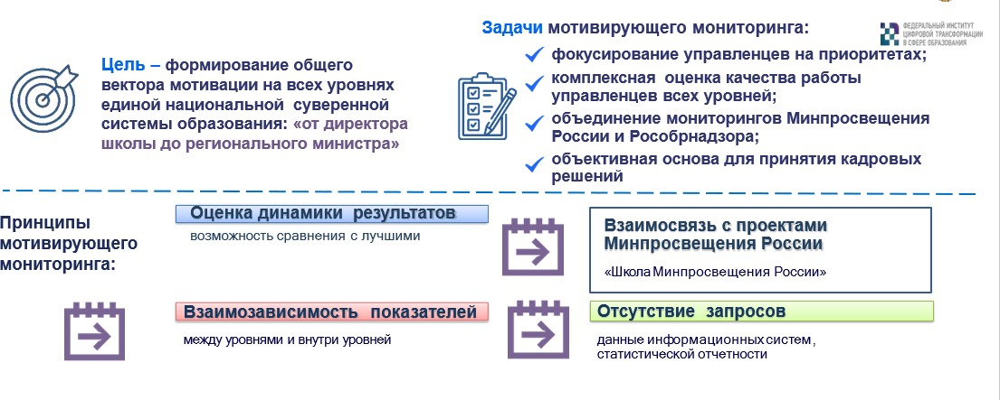 Цель – формирование общего
вектора мотивации на всех уровнях
единой национальной суверенной
системы образования: «от директора
школы до регионального министра»
Задачи мотивирующего мониторинга:
фокусирование управленцев на приоритетах;
комплексная оценка качества работы
управленцев всех уровней;
объединение мониторингов Минпросвещения
России и Рособрнадзора;
объективная основа для принятия кадровых
решений
ФЕДЕРАЛЬНЫЙ ИНСТИТУТ
ЦИФРОВОЙ ТРАНСФОРМАЦИИ
В СФЕРЕ ОБРАЗОВАНИЯ
Принципы
мотивирующего
мониторинга:
Оценка динамики результатов
возможность сравнения с лучшими
Взаимосвязь с проектами
Минпросвещения России
«Школа Минпросвещения России»
Взаимозависимость показателей
между уровнями и внутри уровней
Отсутствие запросов
данные информационных систем,
статистической отчетности